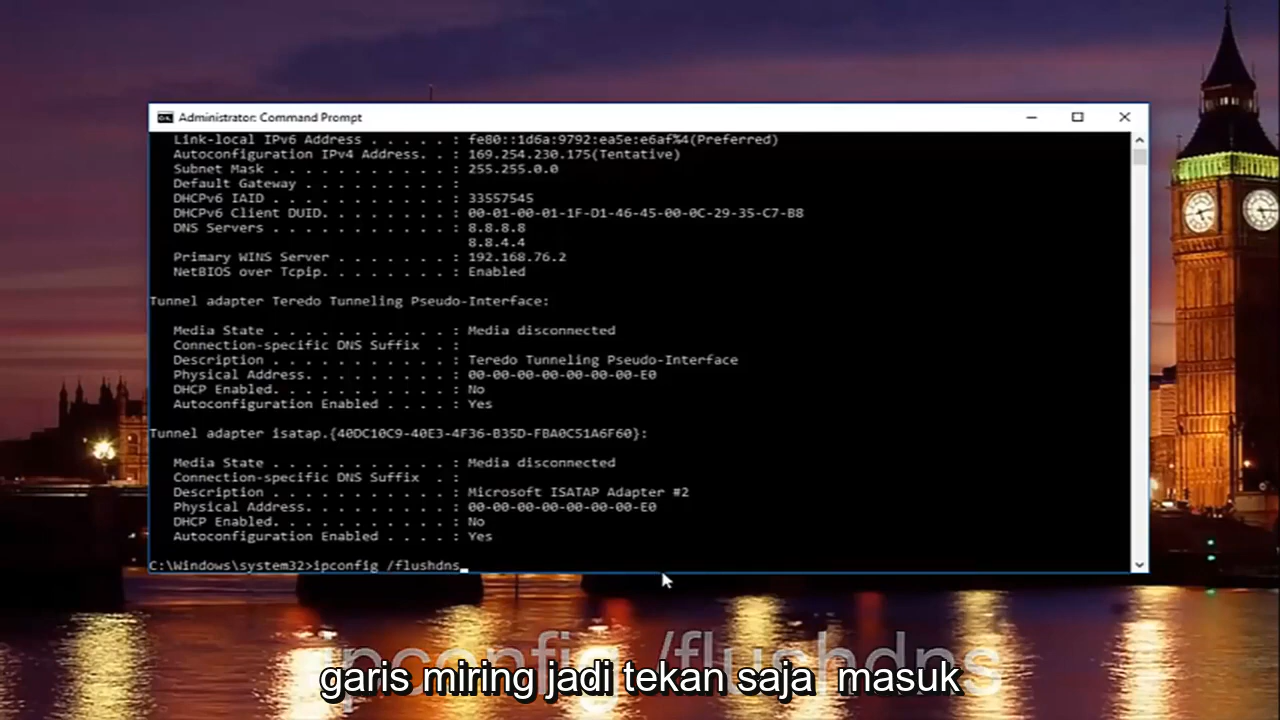 Administrator: Command Prompt
Link-local IPv6 Address . . . . . : fe80::1d6a:9792:ea5e:e6af%4(Preferred)
Autoconfiguration IPv4 Address. . : 169.254.230.175(Tentative)
Subnet Mask . . . . . . . . . . . : 255.255.0.0
Default Gateway . . . . . . . . . :
DHCPv6 IAID . . . . . . . . . . . : 33557545
DHCPv6 Client DUID. . . . . . . . : 00-01-00-01-1F-D1-46-45-00-0C-29-35-C7-B8
DNS Servers . . . . . . . . . . . : 8.8.8.8
8.8.4.4
Primary WINS Server . . . . . . . : 192.168.76.2
NetBIOS over Tcpip. . . . . . . . : Enabled
Tunnel adapter Teredo Tunneling Pseudo-Interface:
Media State . . . . . . . . . . . : Media disconnected
Connection-specific DNS Suffix  . :
Description . . . . . . . . . . . : Teredo Tunneling Pseudo-Interface
Physical Address. . . . . . . . . : 00-00-00-00-00-00-00-E0
DHCP Enabled. . . . . . . . . . . : No
Autoconfiguration Enabled . . . . : Yes
Tunnel adapter isatap.{40DC10C9-40E3-4F36-B35D-FBA0C51A6F60}:
Media State . . . . . . . . . . . : Media disconnected
Connection-specific DNS Suffix  . :
Description . . . . . . . . . . . : Microsoft ISATAP Adapter #2
Physical Address. . . . . . . . . : 00-00-00-00-00-00-00-E0
DHCP Enabled. . . . . . . . . . . : No
Autoconfiguration Enabled . . . . : Yes
C:\Windows\system32>ipconfig /flushdns
ipconfig /flushdns
garis miring jadi tekan saja masuk